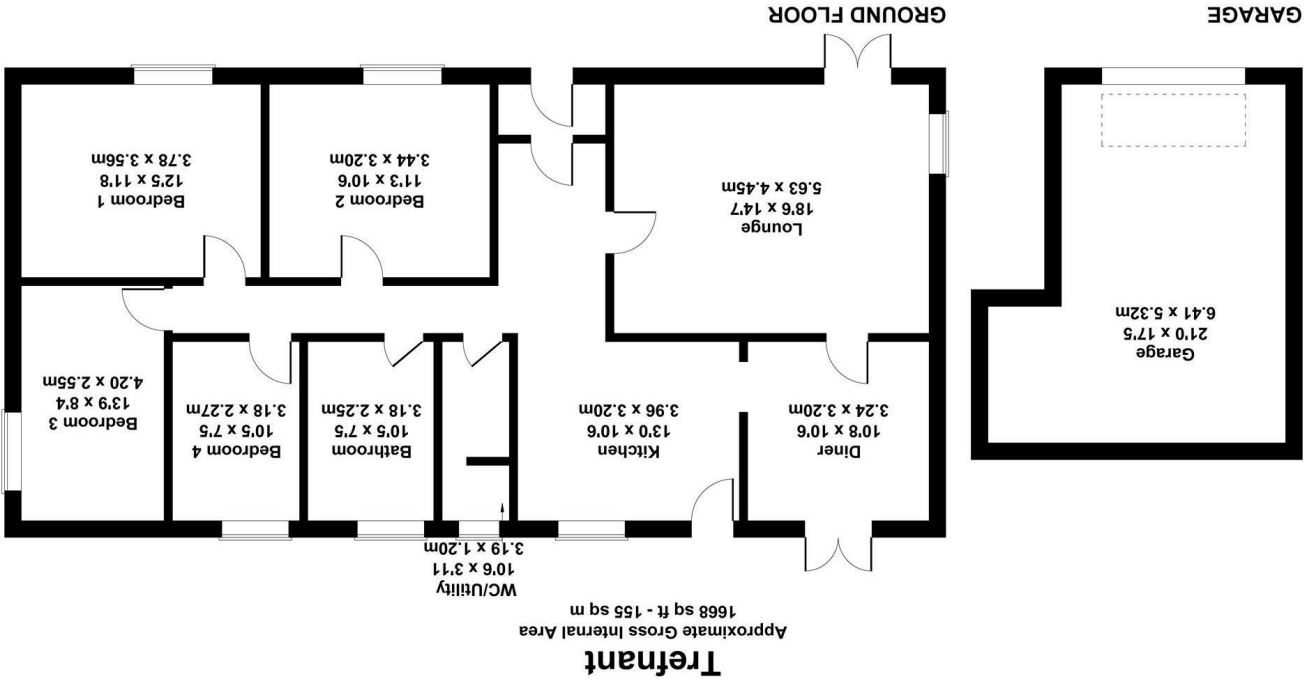 Trefnant
Approximate Gross Internal Area
1668 sq ft - 155 sq m
WC/Utility
10'6 x 3'11
3.19 x 1.20m
Diner
10'8 x 10'6
3.24 x 3.20m
Kitchen
13'0 x 10'6
3.96 x 3.20m
Bathroom
10'5 x 7'5
3.18 x 2.25m
Bedroom 4
10'5 x 7'5
3.18 x 2.27m
Bedroom 3
13'9 x 8'4
4.20 x 2.55m
Garage
21'0 x 17'5
6.41 x 5.32m
Lounge
18'6 x 14'7
5.63 x 4.45m
Bedroom 2
11'3 x 10'6
3.44 x 3.20m
Bedroom 1
12'5 x 11'8
3.78 x 3.56m
GARAGE
GROUND FLOOR